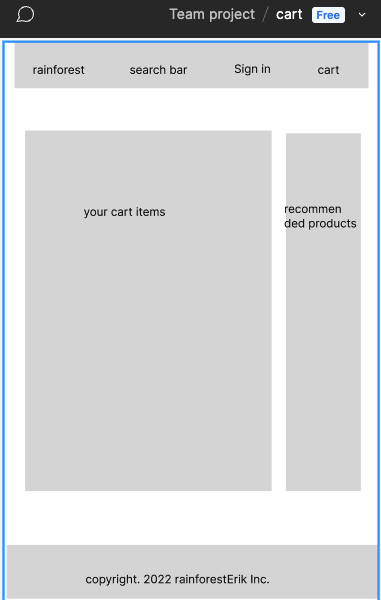 Team project / cart Free
rainforest search bar Sign in cart
your cart items
recommen
ded products
copyright. 2022 rainforestErik Inc.